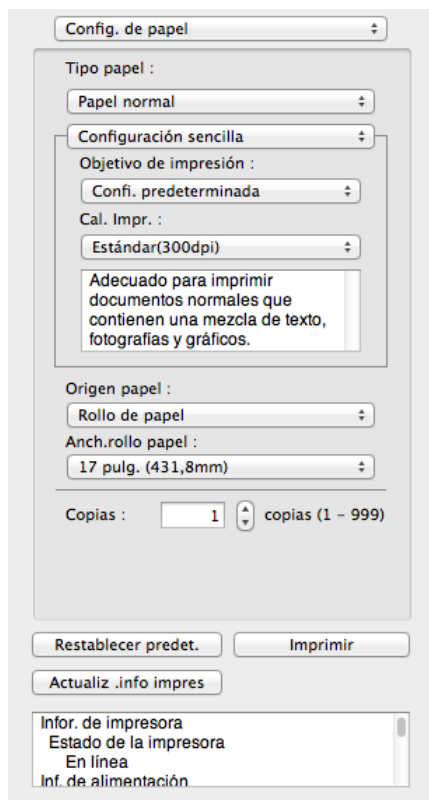 Config. de papel
Tipo papel :
Papel normal
Configuración sencilla
Objetivo de impresión :
Confi. predeterminada
Cal. Impr. :
Estándar(300dpi)
Adecuado para imprimir
documentos normales que
contienen una mezcla de texto,
fotografías y gráficos.
Origen papel :
Rollo de papel
Anch.rollo papel :
17 pulg. (431,8mm)
Copias : 1 copias (1 – 999)
Restablecer predet. Imprimir
Actualiz .info impres
Infor. de impresora
Estado de la impresora
En línea
Inf. de alimentación